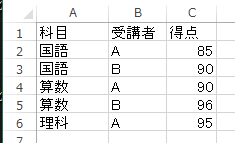 A B C
1 科目 受講者 得点
2 国語 A 85
3 国語 B 90
4 算数 A 90
5 算数 B 96
6 理科 A 95